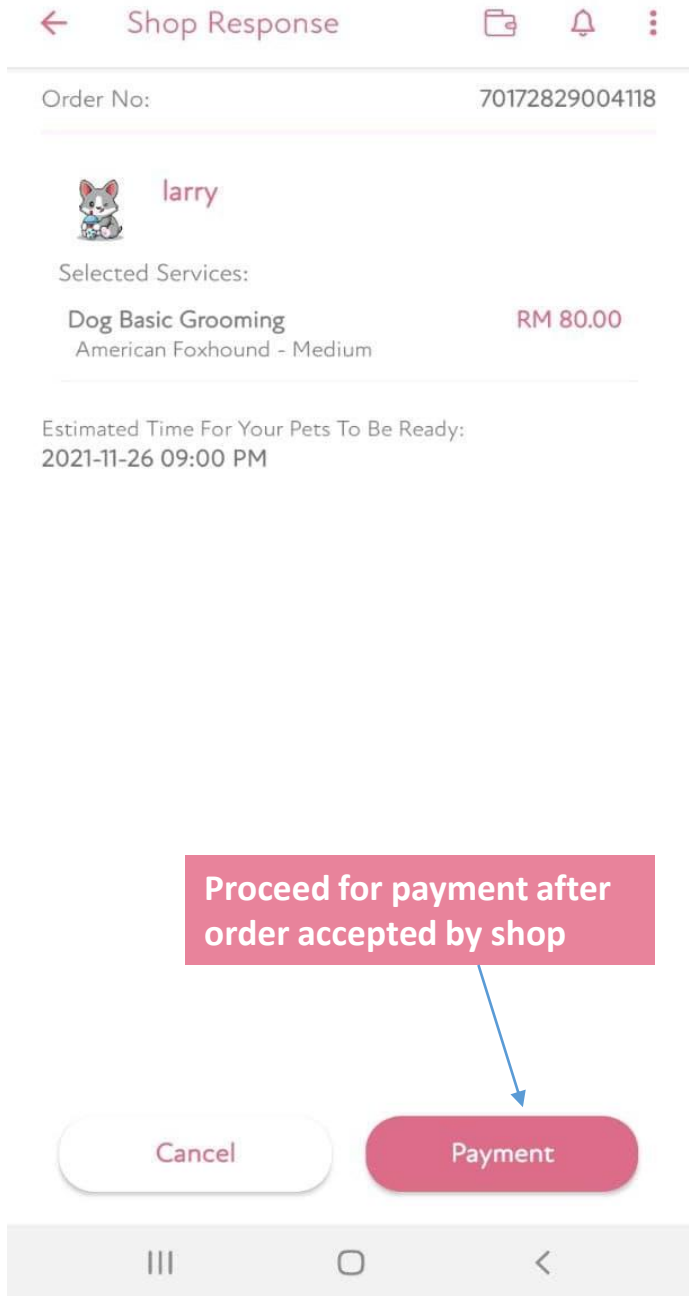 Shop Response
Order No: 70172829004118
larry
Selected Services:
Dog Basic Grooming RM 80.00
American Foxhound - Medium
Estimated Time For Your Pets To Be Ready:
2021-11-26 09:00 PM
Proceed for payment after
order accepted by shop
Cancel Payment